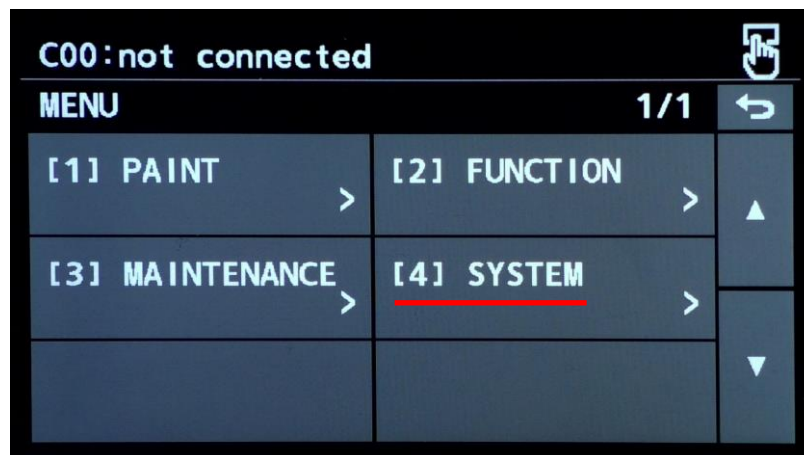 C00:not connected
MENU 1/1
[1] PAINT >
[2] FUNCTION >
[3] MAINTENANCE >
[4] SYSTEM >